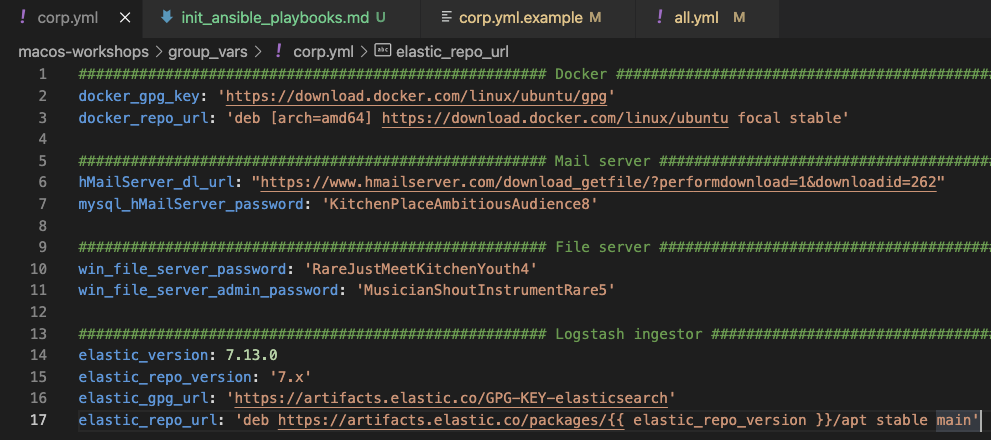 ! corp.yml × init_ansible_playbooks.md U corp.yml.example M ! all.yml M
macos-workshops > group_vars > ! corp.yml > abc elastic_repo_url
1 ###################################################### Docker ############################################
2 docker_gpg_key: 'https://download.docker.com/linux/ubuntu/gpg'
3 docker_repo_url: 'deb [arch=amd64] https://download.docker.com/linux/ubuntu focal stable'
4
5 ###################################################### Mail server #######################################
6 hMailServer_dl_url: "https://www.hmailserver.com/download_getfile/?performdownload=1&downloadid=262"
7 mysql_hMailServer_password: 'KitchenPlaceAmbitiousAudience8'
8
9 ###################################################### File server #######################################
10 win_file_server_password: 'RareJustMeetKitchenYouth4'
11 win_file_server_admin_password: 'MusicianShoutInstrumentRare5'
12
13 ###################################################### Logstash ingestor #################################
14 elastic_version: 7.13.0
15 elastic_repo_version: '7.x'
16 elastic_gpg_url: 'https://artifacts.elastic.co/GPG-KEY-elasticsearch'
17 elastic_repo_url: 'deb https://artifacts.elastic.co/packages/{{ elastic_repo_version }}/apt stable main'